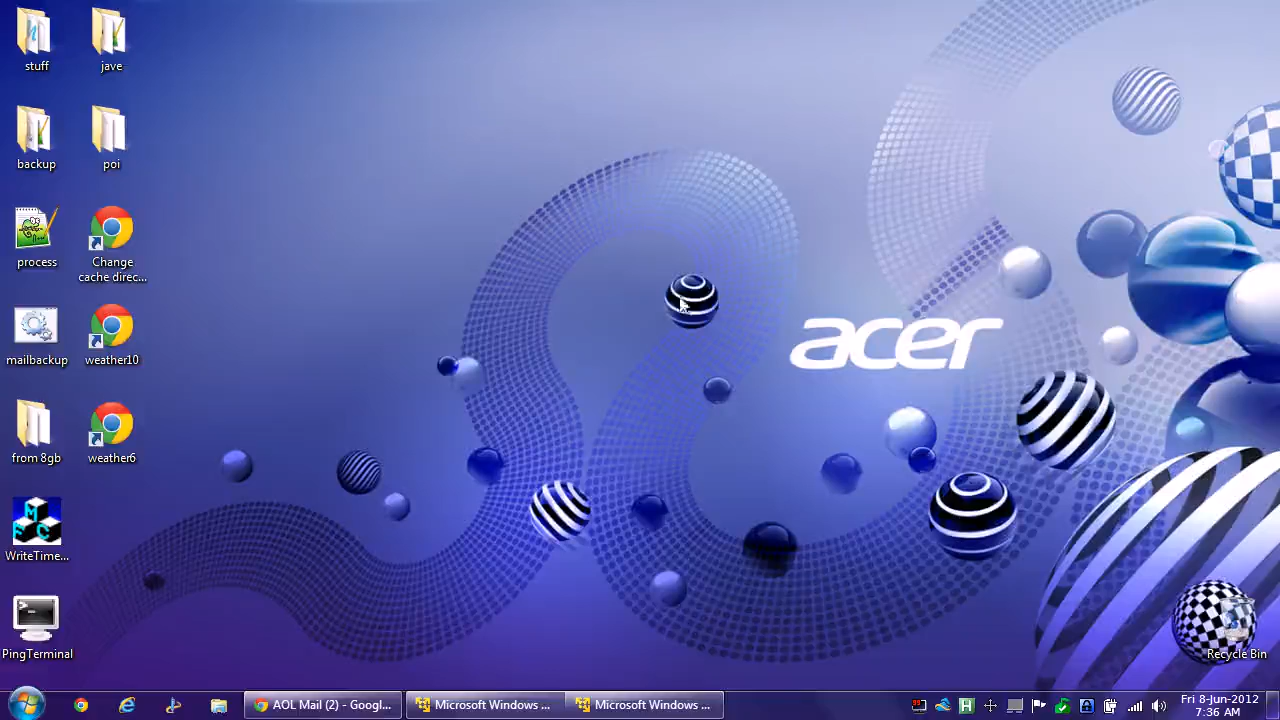 stuff
jave
backup
poi
process
Change
cache direc...
mailbackup
weather10
from 8gb
weather6
WriteTime...
PingTerminal
acer
Recycle Bin
AOL Mail (2) - Googl...
Microsoft Windows ...
Microsoft Windows ...
Fri 8-Jun-2012
7:36 AM